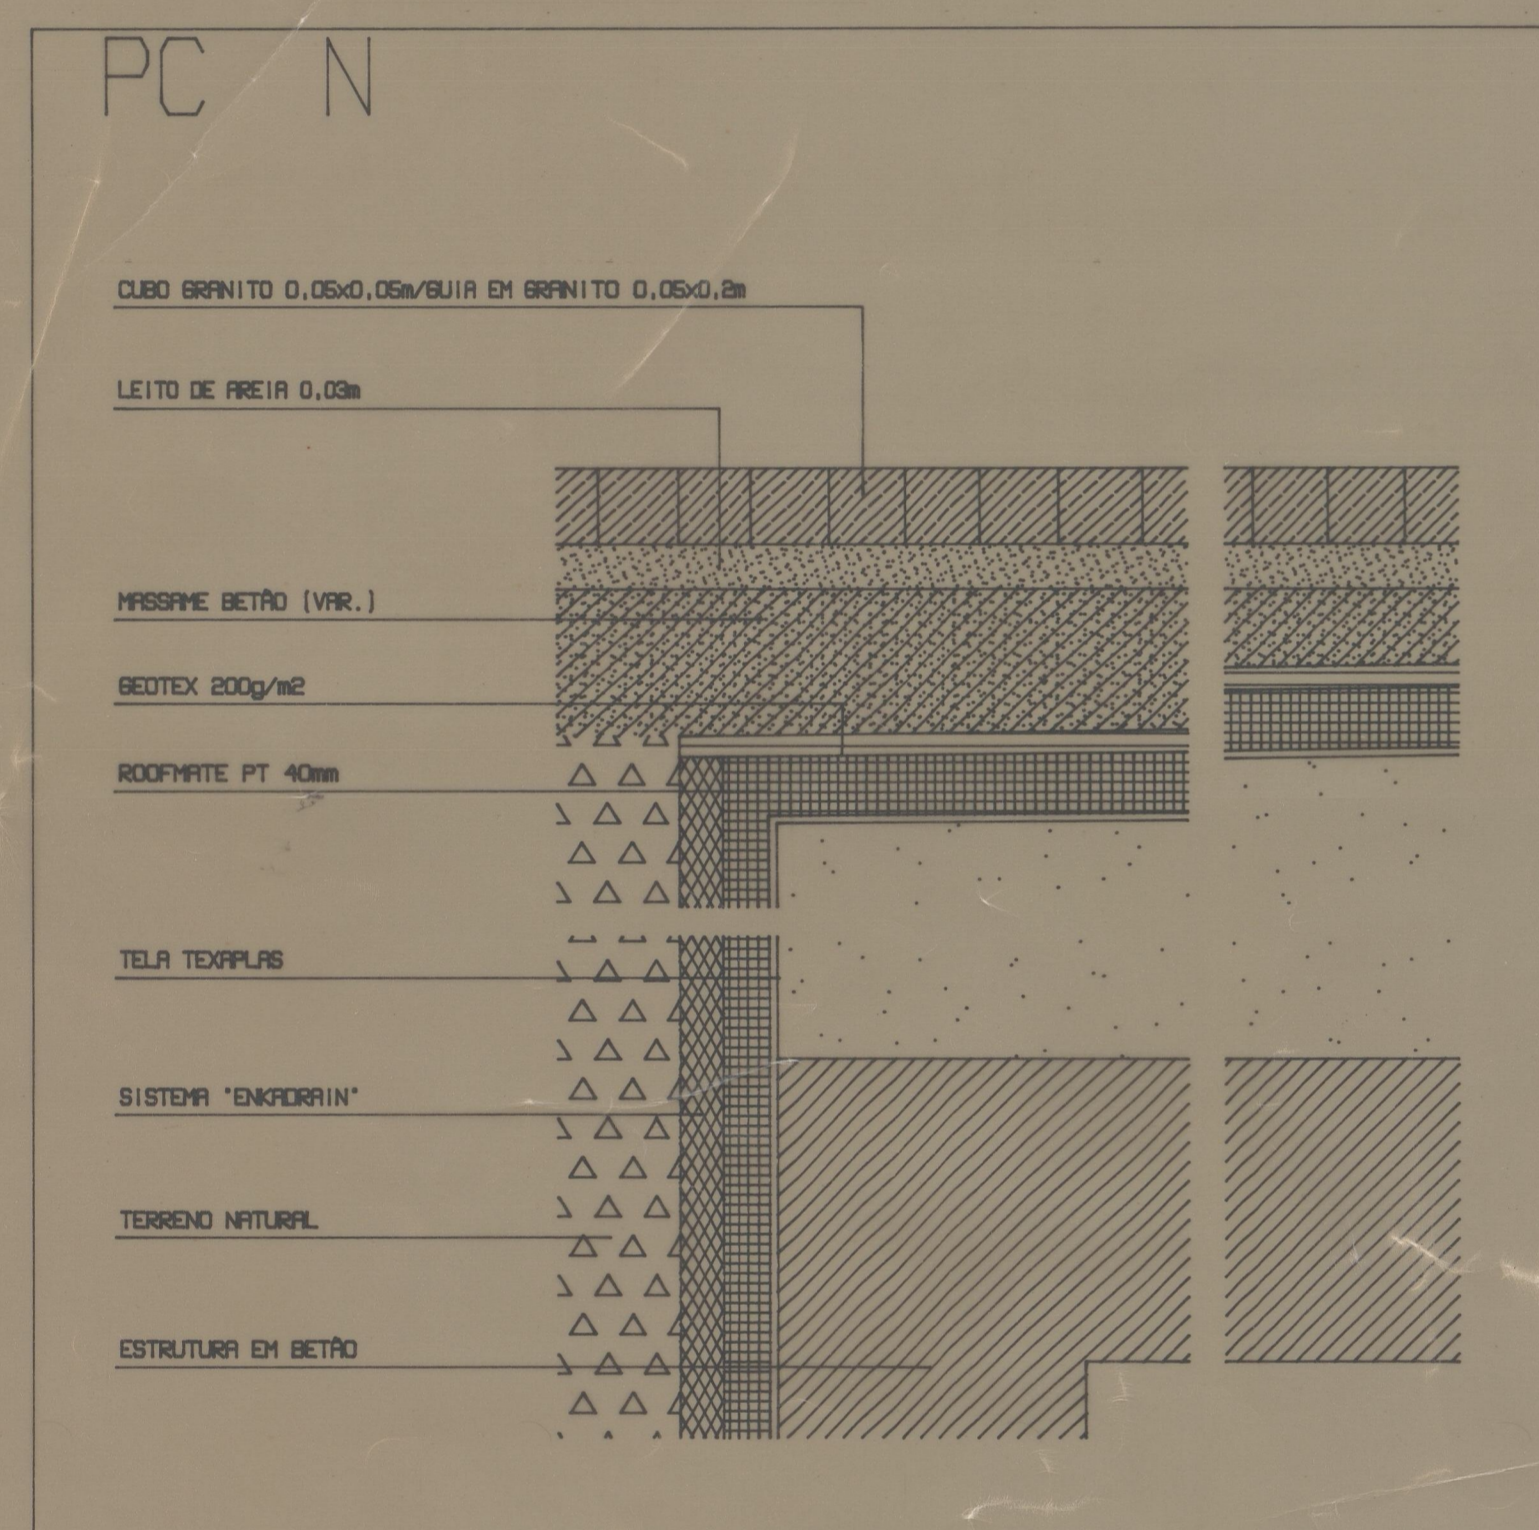 PC N
CUBO GRANITO 0,05x0,05m/GUIA EM GRANITO 0,05x0,2m
LEITO DE AREIA 0,03m
MASSAME BETÃO (VAR.)
GEOTEX 200g/m2
ROOFMATE PT 40mm
TELA TEXAPLAS
SISTEMA "ENKADRAIN"
TERRENO NATURAL
ESTRUTURA EM BETÃO